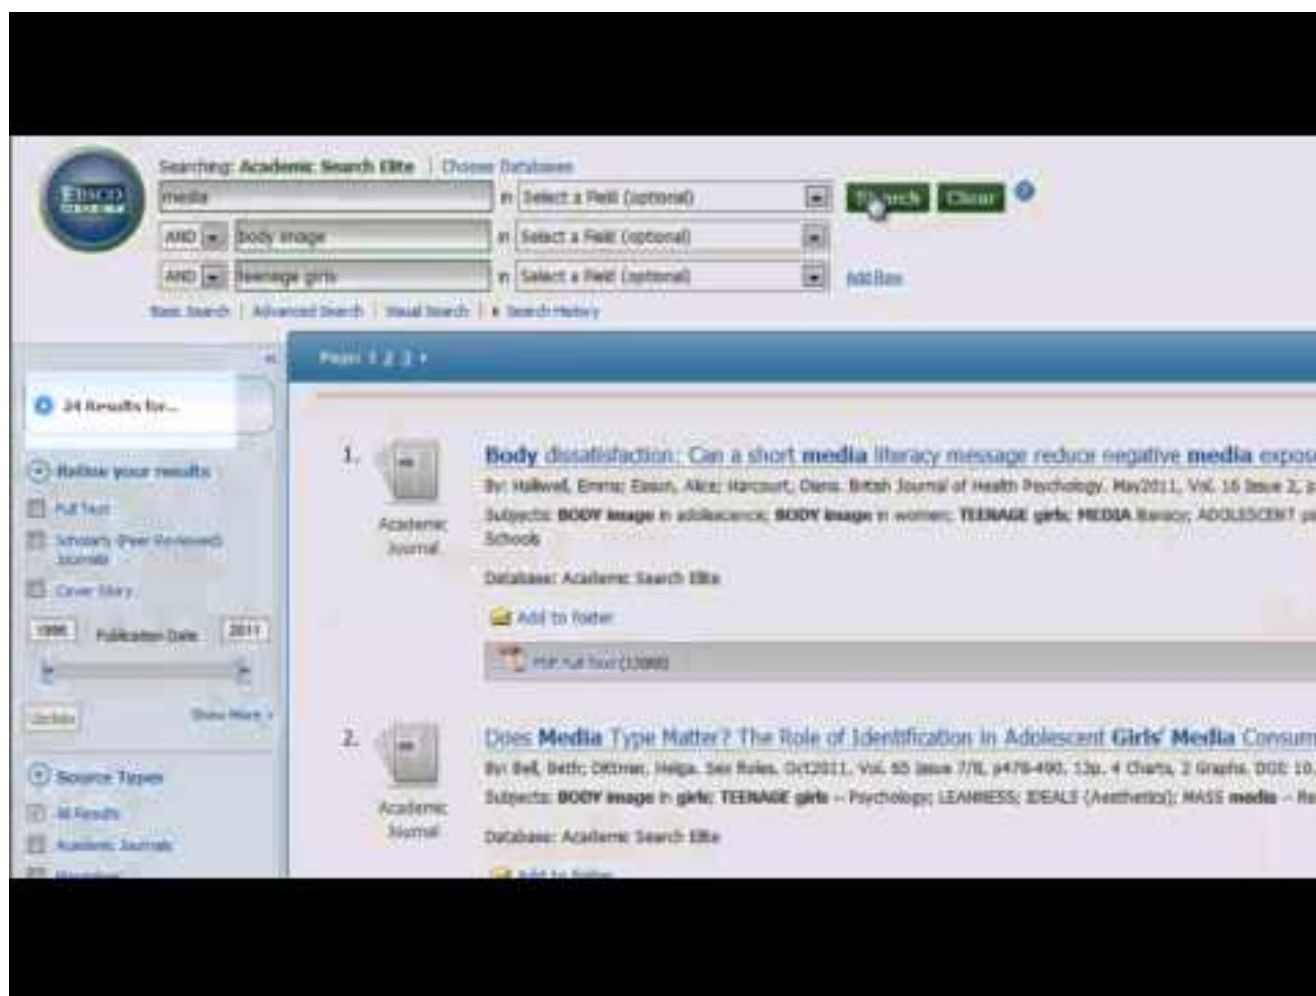 EBSCO
HOST
Searching: Academic Search Elite | Choose Databases
media in Select a Field (optional) Search Clear
AND body image in Select a Field (optional)
AND teenage girls in Select a Field (optional) Add Row
Basic Search | Advanced Search | Visual Search | Search History
Page: 1 2 3
24 Results for...
Refine your results
Full Text
Scholarly (Peer Reviewed)
Journals
Cover Story
Publication Date 2011
Update Show More
Source Types
All Results
Academic Journals
Magazines
1. Body dissatisfaction: Can a short media literacy message reduce negative media
By: Halliwell, Emma; Easun, Alice; Harcourt, Diana. British Journal of Health Psychology. May2011, Vol. 16 Issue 2,
Subjects: BODY image in adolescence; BODY image in women; TEENAGE girls; MEDIA literacy; ADOLESCENT
Schools
Academic
Journal
Database: Academic Search Elite
Add to folder
PDF Full Text
2. Does Media Type Matter? The Role of Identification in Adolescent Girls' Media
By: Bell, Beth; Dittmar, Helga. Sex Roles. Oct2011, Vol. 65 Issue 7/8, p478-490. 13p. 4 Charts, 2 Graphs. DOI: 10.
Subjects: BODY image in girls; TEENAGE girls -- Psychology; LEANNESS; IDEALS (Aesthetics); MASS media --
Academic
Journal
Database: Academic Search Elite
Add to folder